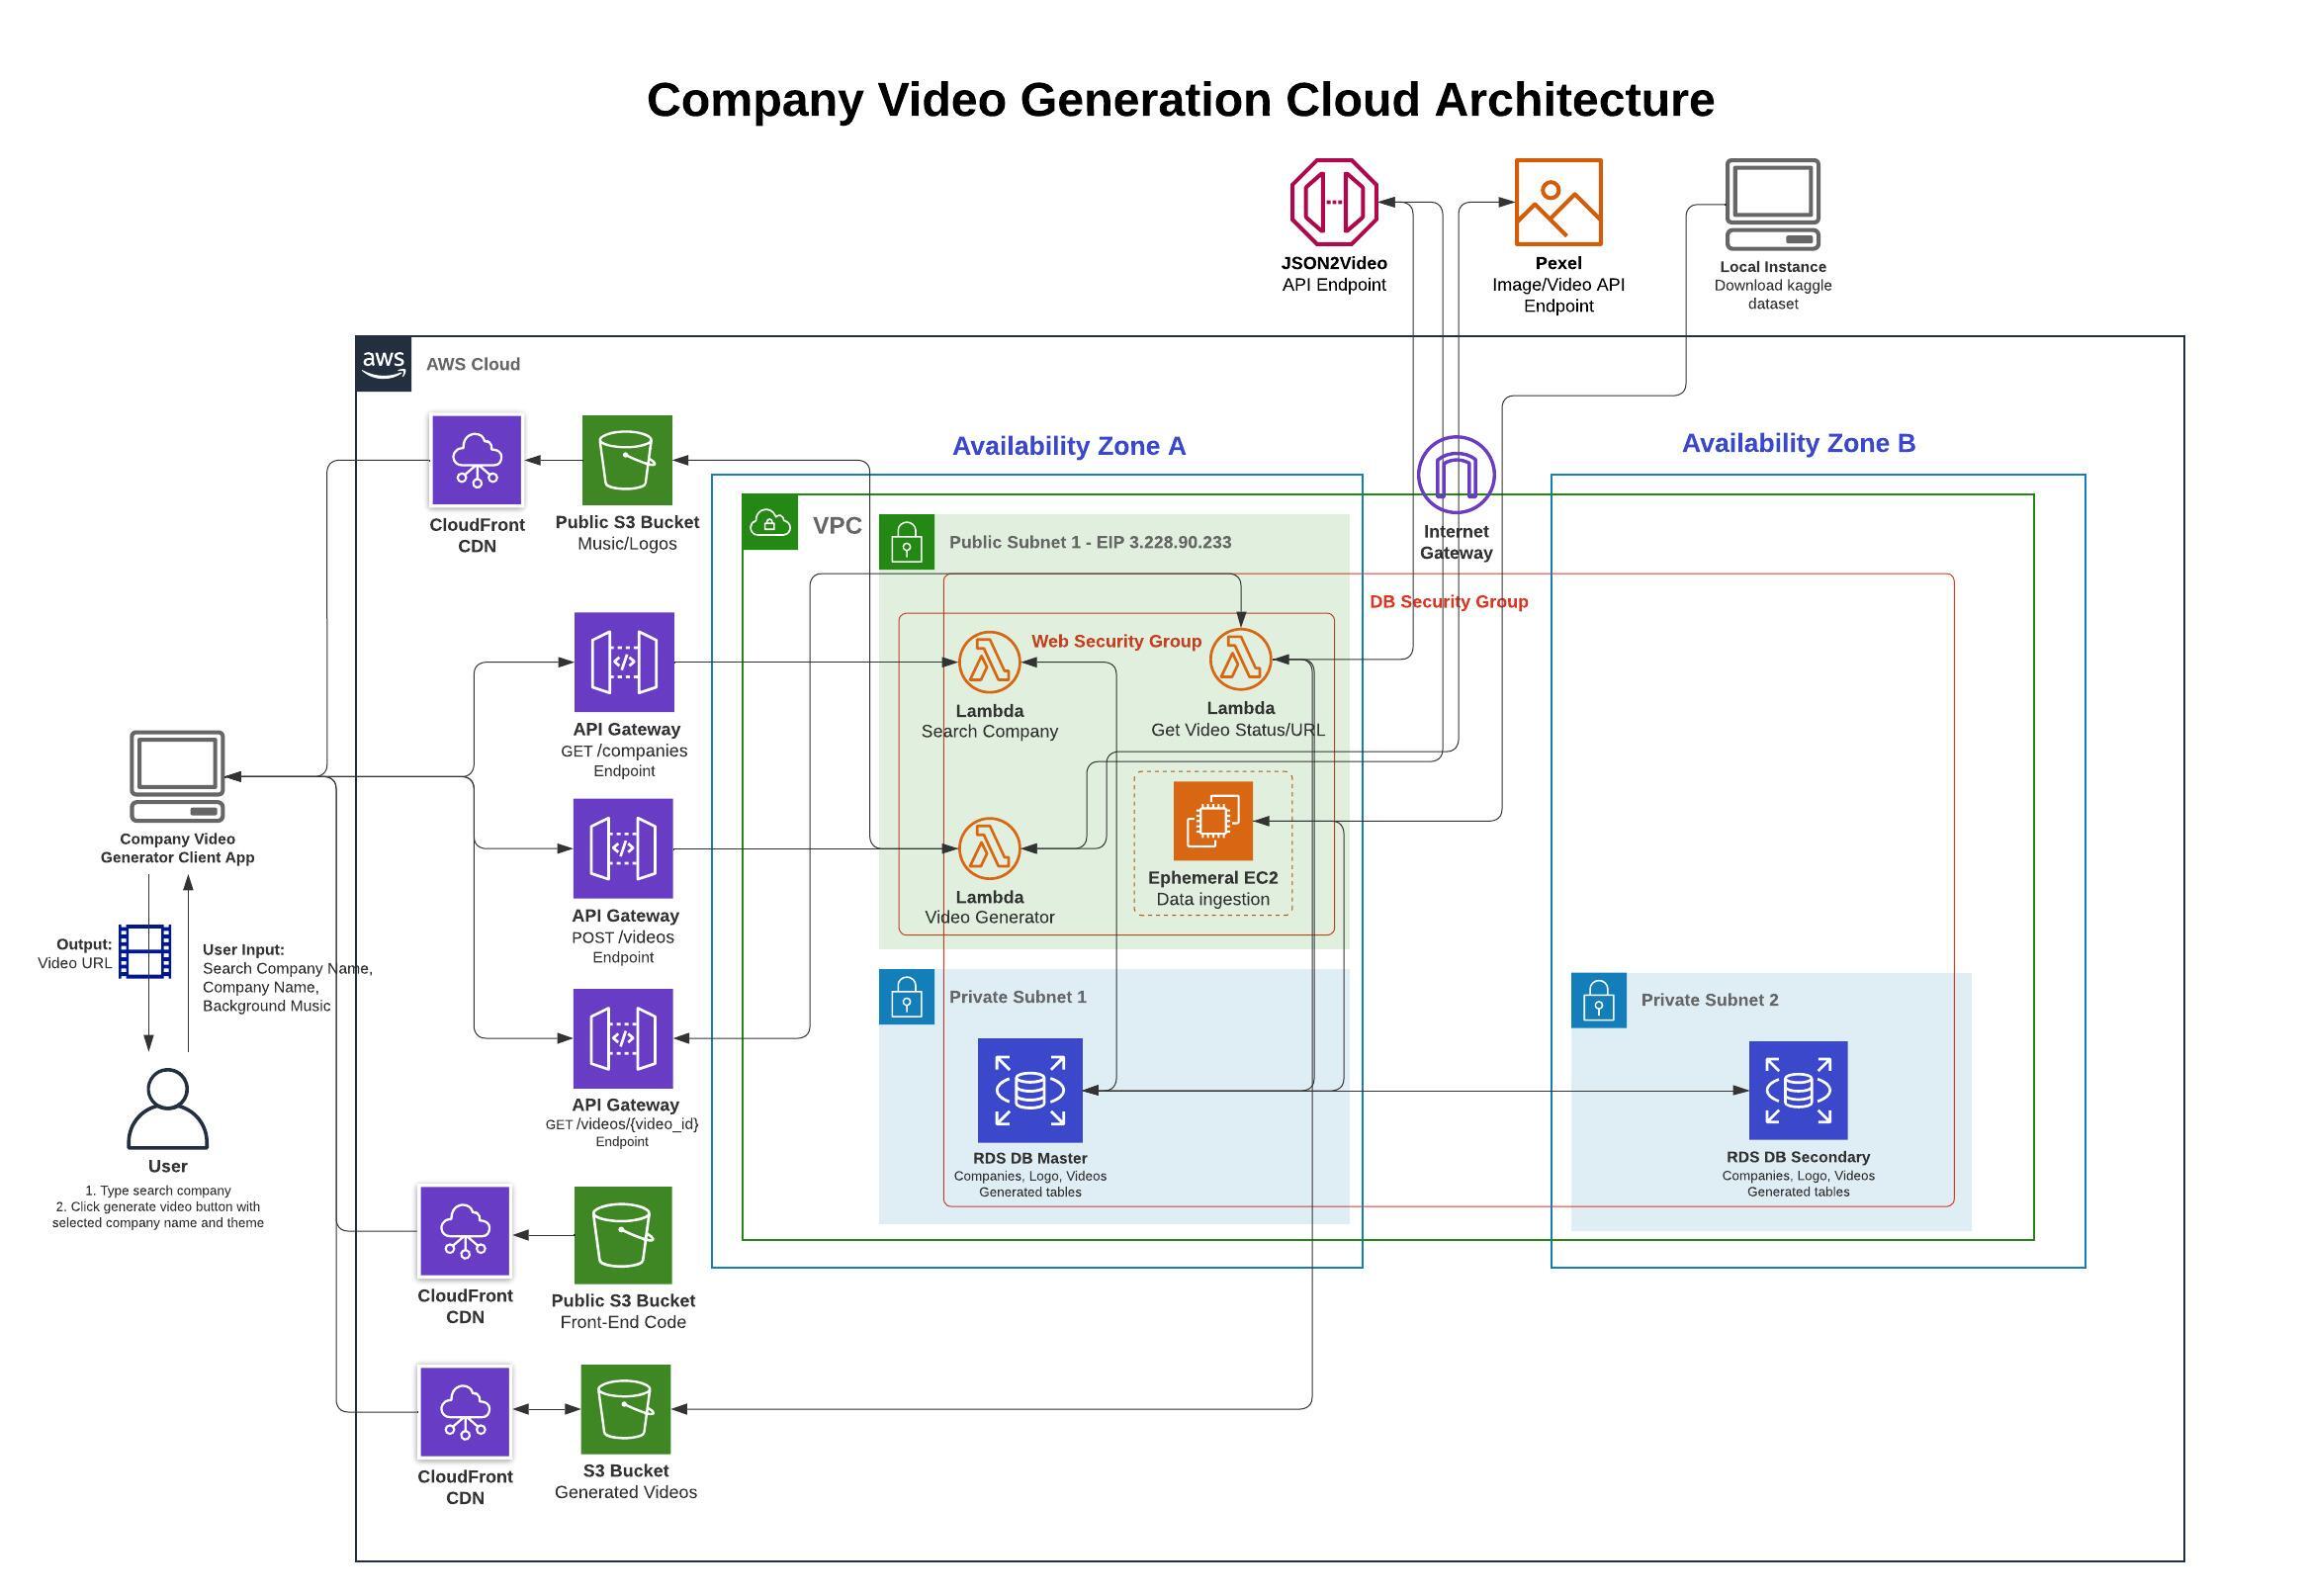 Company Video Generation Cloud Architecture
JSON2Video
API Endpoint
Pexel
Image/Video API
Endpoint
Local Instance
Download kaggle
dataset
aws
AWS Cloud
CloudFront
CDN
Public S3 Bucket
Music/Logos
Availability Zone A
Availability Zone B
VPC
Public Subnet 1 - EIP 3.228.90.233
Internet
Gateway
DB Security Group
Web Security Group
Lambda
Search Company
Lambda
Get Video Status/URL
API Gateway
GET /companies
Endpoint
Company Video
Generator Client App
Ephemeral EC2
Data ingestion
Lambda
Video Generator
API Gateway
POST /videos
Endpoint
Output:
Video URL
User Input:
Search Company Name,
Company Name,
Background Music
Private Subnet 1
Private Subnet 2
API Gateway
GET /videos/{video_id}
Endpoint
RDS DB Master
Companies, Logo, Videos
Generated tables
RDS DB Secondary
Companies, Logo, Videos
Generated tables
User
1. Type search company
2. Click generate video button with
selected company name and theme
CloudFront
CDN
Public S3 Bucket
Front-End Code
CloudFront
CDN
S3 Bucket
Generated Videos